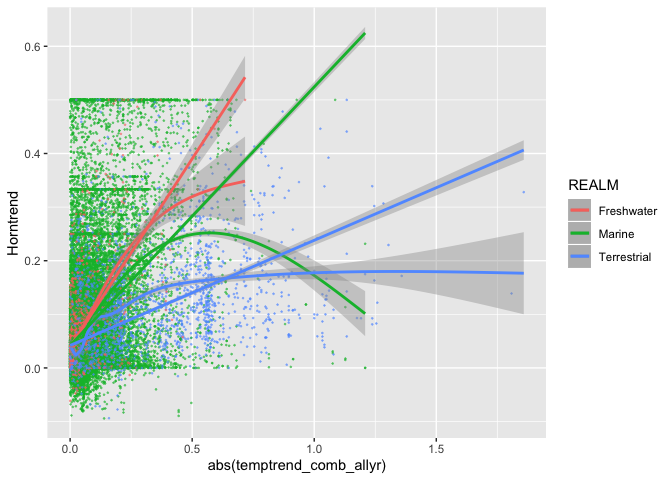 0.6
0.4
0.2
0.0
Horntrend
0.0 0.5 1.0 1.5
abs(temptrend_comb_allyr)
REALM
Freshwater
Marine
Terrestrial